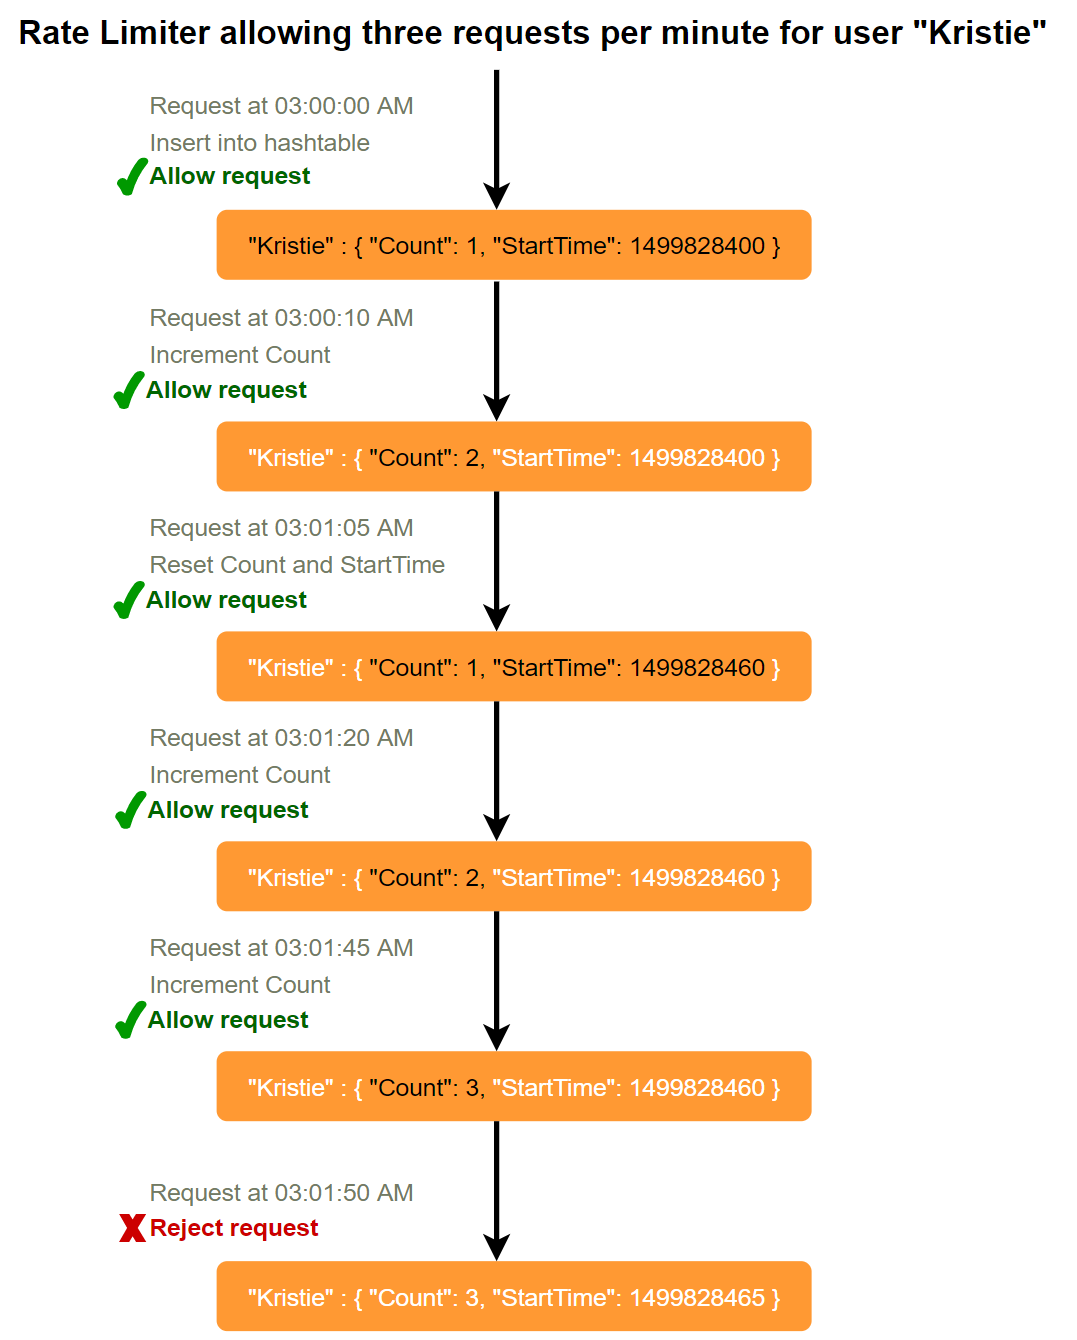 Rate Limiter allowing three requests per minute for user "Kristie"
Request at 03:00:00 AM
Insert into hashtable
Allow request
"Kristie" : { "Count": 1, "StartTime": 1499828400 }
Request at 03:00:10 AM
Increment Count
Allow request
"Kristie" : { "Count": 2, "StartTime": 1499828400 }
Request at 03:01:05 AM
Reset Count and StartTime
Allow request
"Kristie" : { "Count": 1, "StartTime": 1499828460 }
Request at 03:01:20 AM
Increment Count
Allow request
"Kristie" : { "Count": 2, "StartTime": 1499828460 }
Request at 03:01:45 AM
Increment Count
Allow request
"Kristie" : { "Count": 3, "StartTime": 1499828460 }
Request at 03:01:50 AM
Reject request
"Kristie" : { "Count": 3, "StartTime": 1499828465 }